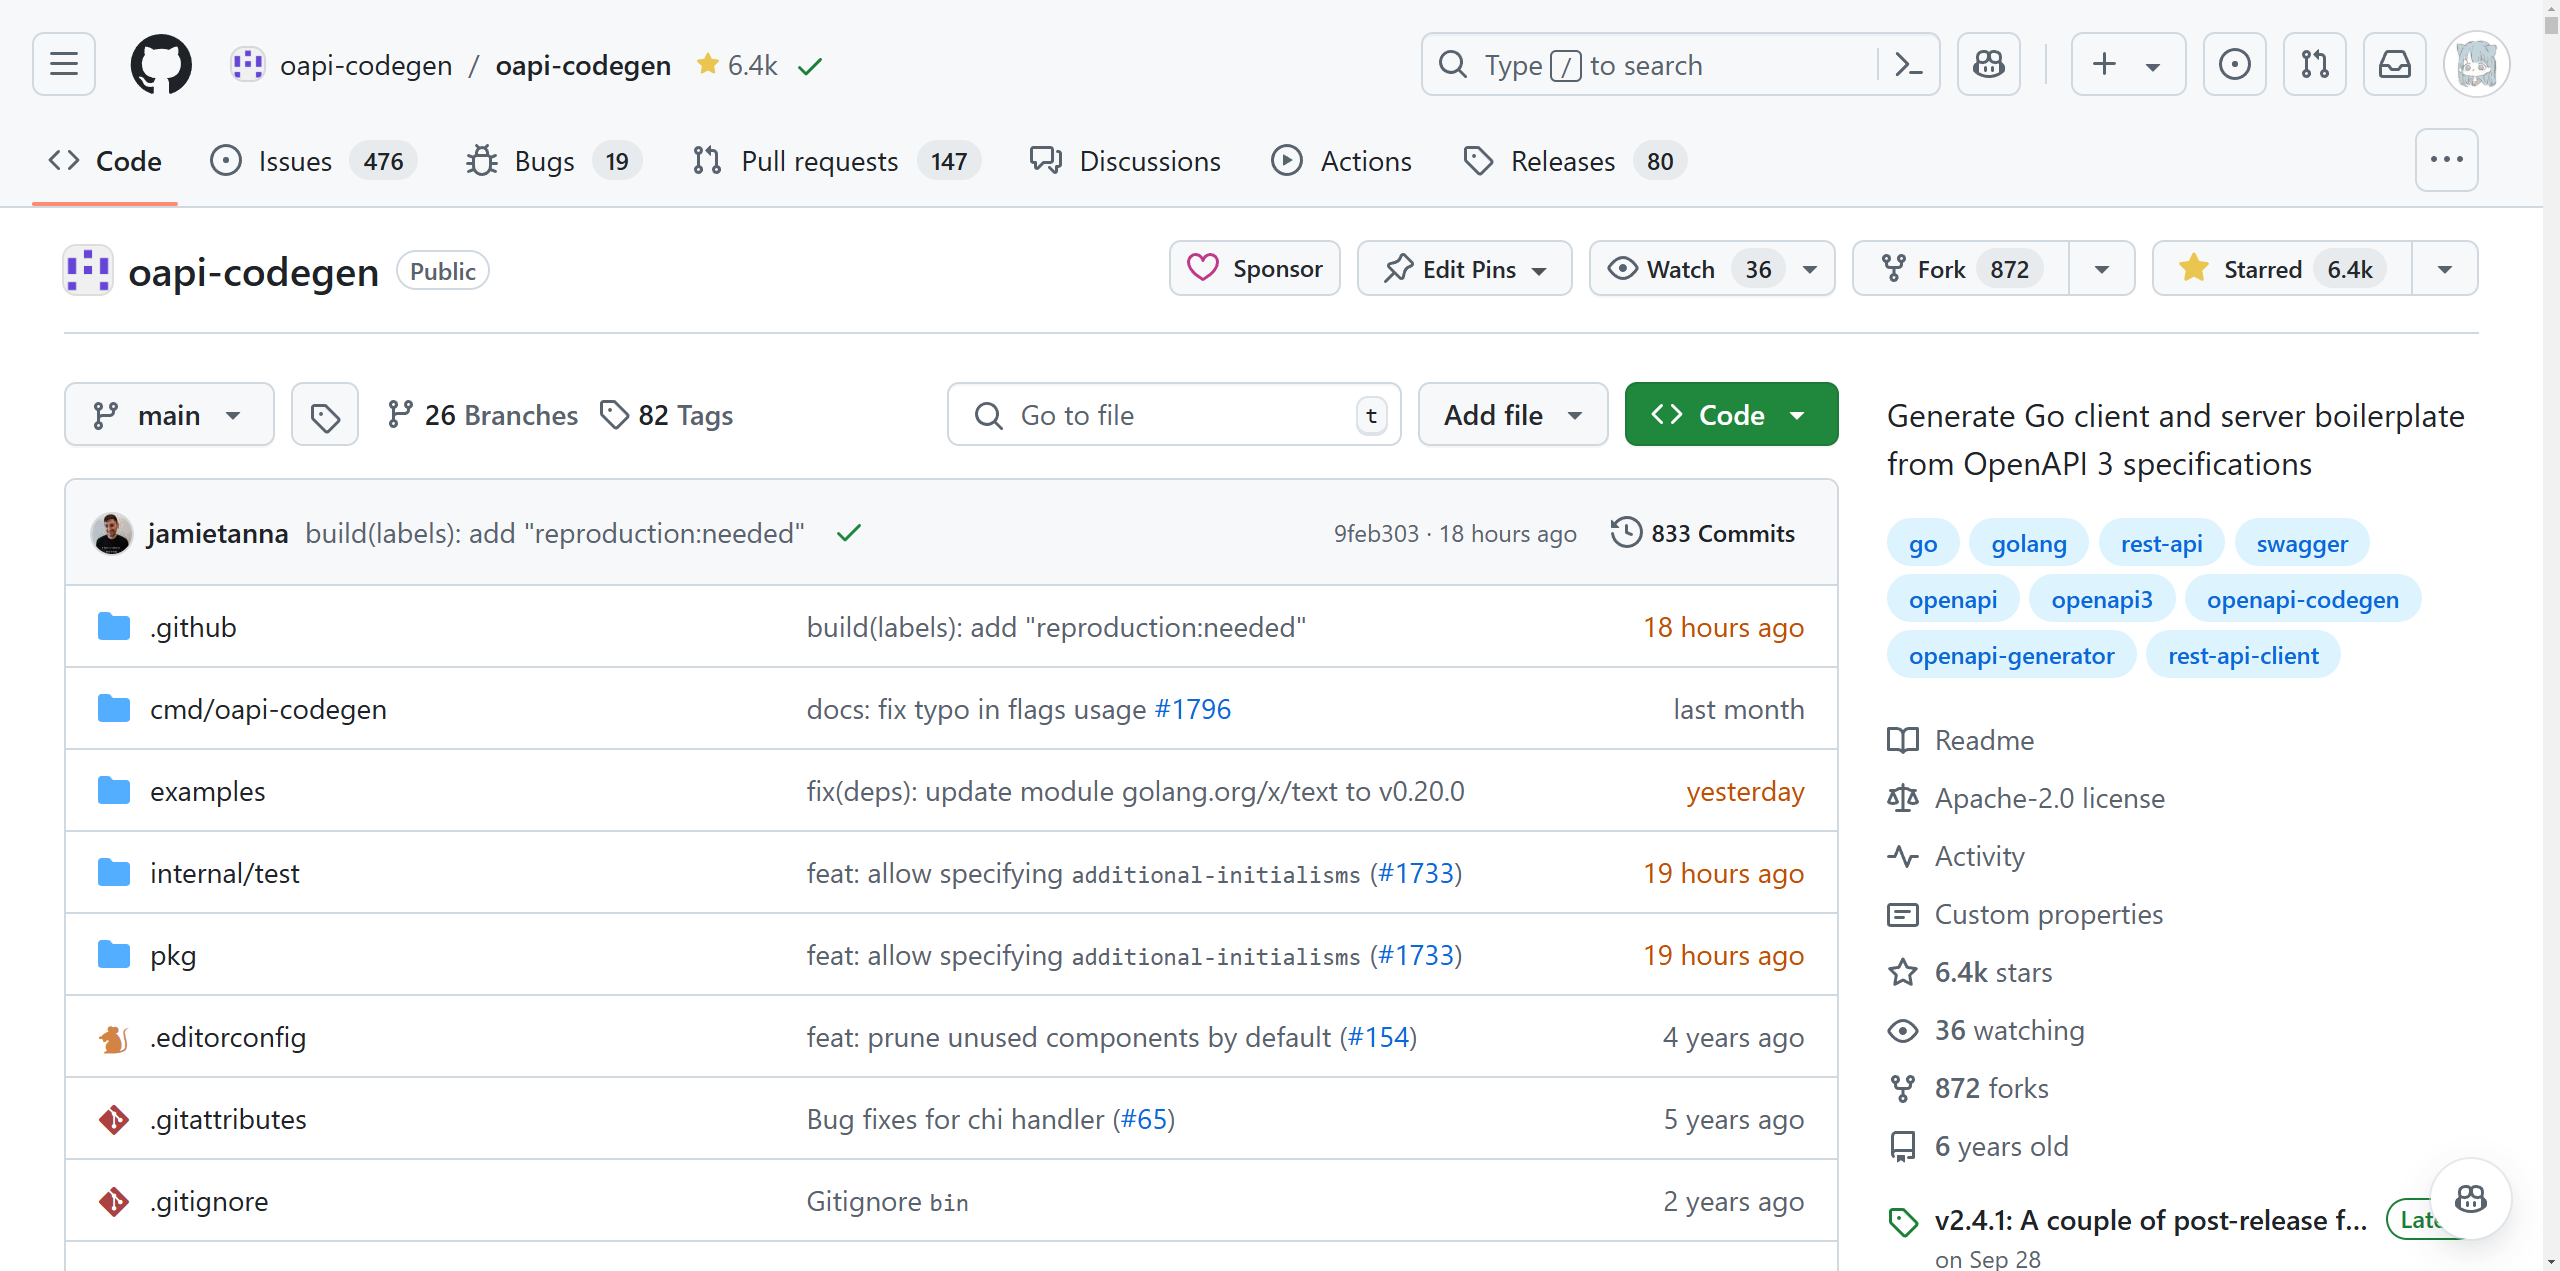 oapi-codegen / oapi-codegen 6.4k
Type / to search
Code Issues 476 Bugs 19 Pull requests 147 Discussions Actions Releases 80
oapi-codegen Public
Sponsor Edit Pins Watch 36 Fork 872 Starred 6.4k
main 26 Branches 82 Tags Go to file t Add file Code
jamietanna build(labels): add "reproduction:needed" 9feb303 · 18 hours ago 833 Commits
.github build(labels): add "reproduction:needed" 18 hours ago
cmd/oapi-codegen docs: fix typo in flags usage #1796 last month
examples fix(deps): update module golang.org/x/text to v0.20.0 yesterday
internal/test feat: allow specifying additional-initialisms (#1733) 19 hours ago
pkg feat: allow specifying additional-initialisms (#1733) 19 hours ago
.editorconfig feat: prune unused components by default (#154) 4 years ago
.gitattributes Bug fixes for chi handler (#65) 5 years ago
.gitignore Gitignore bin 2 years ago
Generate Go client and server boilerplate
from OpenAPI 3 specifications
go golang rest-api swagger
openapi openapi3 openapi-codegen
openapi-generator rest-api-client
Readme
Apache-2.0 license
Activity
Custom properties
6.4k stars
36 watching
872 forks
6 years old
v2.4.1: A couple of post-release f...
on Sep 28